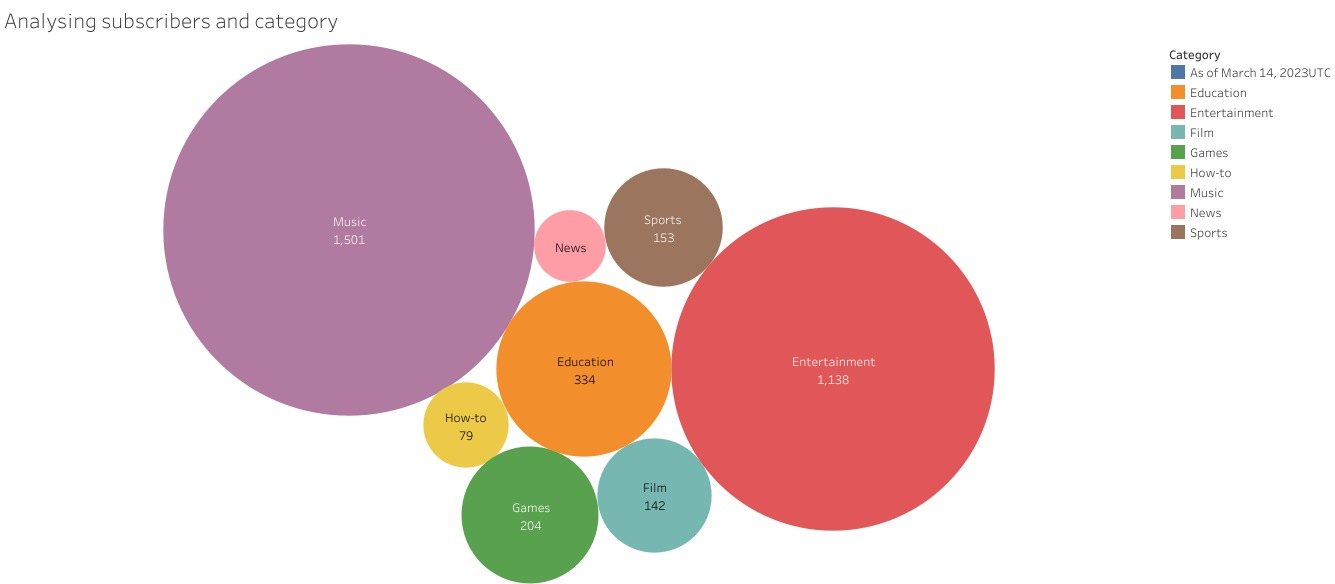 Analysing subscribers and category
Category
As of March 14, 2023UTC
Education
Entertainment
Film
Games
How-to
Music
News
Sports
Music
1,501
News
Sports
153
Education
334
Entertainment
1,138
How-to
79
Film
142
Games
204